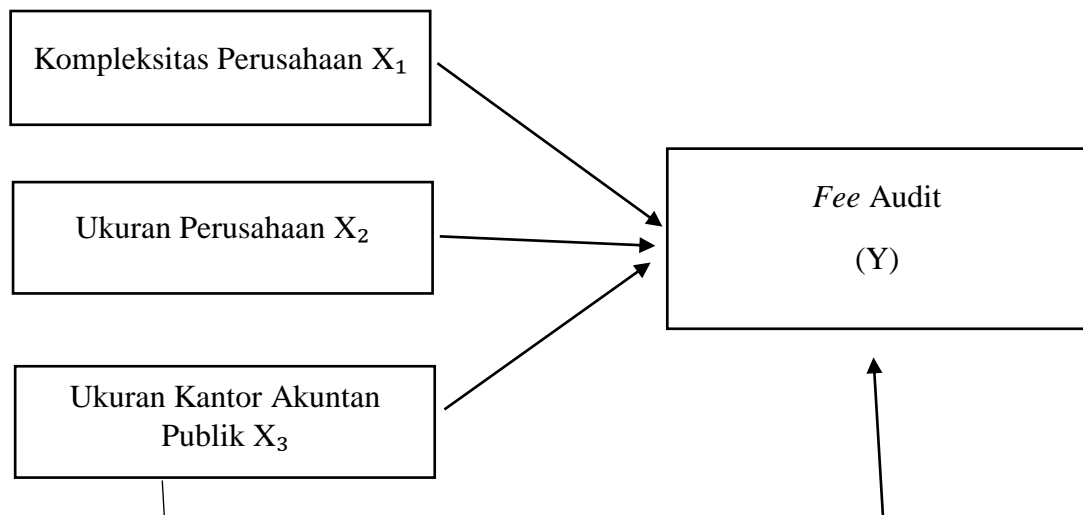 Kompleksitas Perusahaan X₁
Ukuran Perusahaan X₂
Ukuran Kantor Akuntan
Publik X₃
Fee Audit
(Y)